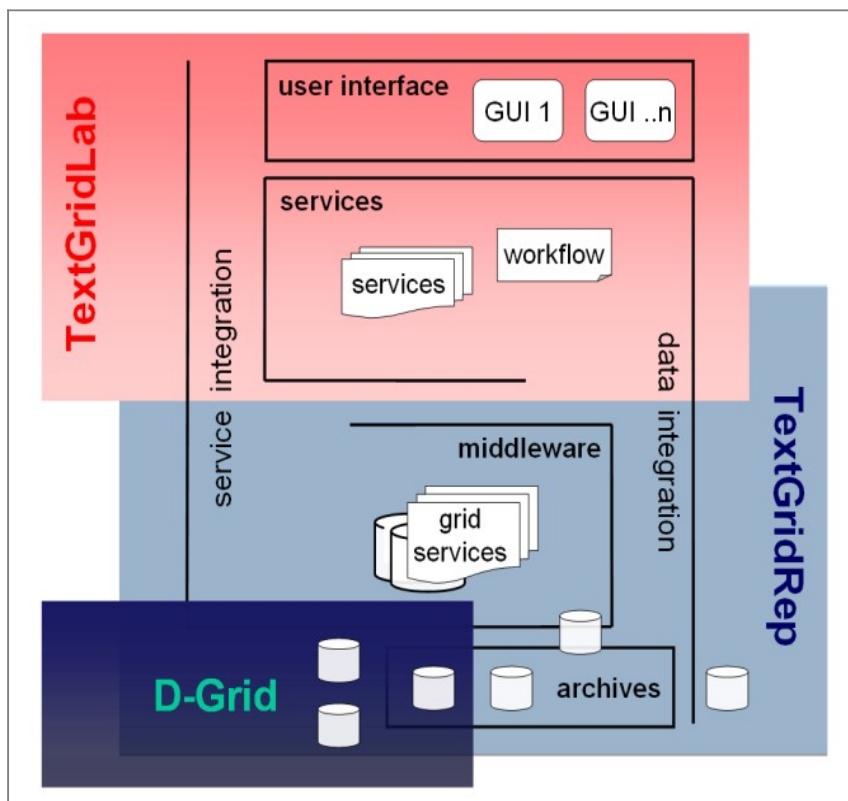 user interface
GUI 1
GUI ..n
TextGridLab
services
services
workflow
service integration
data integration
TextGridRep
middleware
grid
services
D-Grid
archives